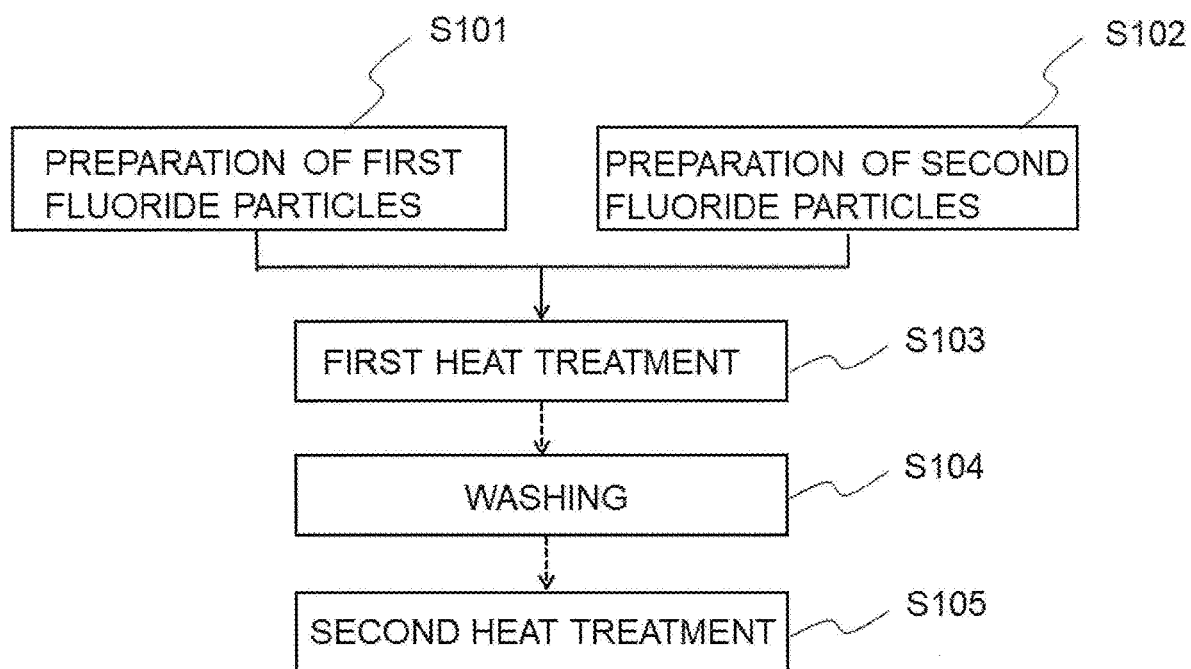 S101
S102
PREPARATION OF FIRST
FLUORIDE PARTICLES
PREPARATION OF SECOND
FLUORIDE PARTICLES
FIRST HEAT TREATMENT
S103
WASHING
S104
SECOND HEAT TREATMENT
S105